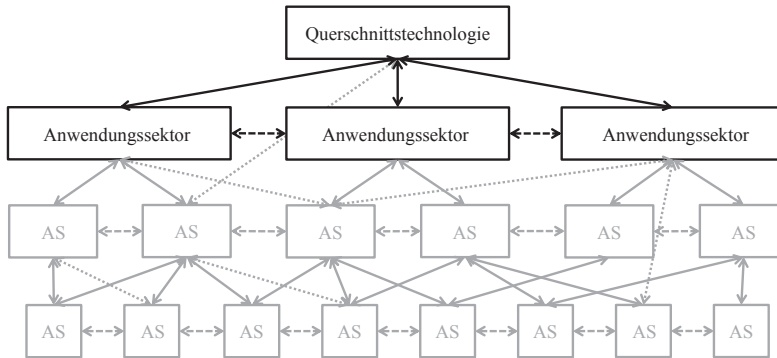 Querschnittstechnologie
Anwendungssektor Anwendungssektor Anwendungssektor
AS AS AS AS AS AS
AS AS AS AS AS AS AS AS